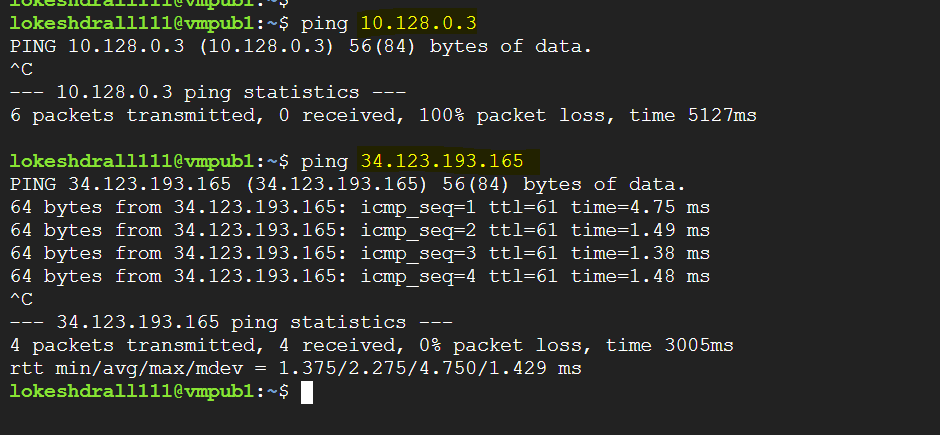 lokeshdrall111@vmpub1:~$ ping 10.128.0.3
PING 10.128.0.3 (10.128.0.3) 56(84) bytes of data.
^C
--- 10.128.0.3 ping statistics ---
6 packets transmitted, 0 received, 100% packet loss, time 5127ms
lokeshdrall111@vmpub1:~$ ping 34.123.193.165
PING 34.123.193.165 (34.123.193.165) 56(84) bytes of data.
64 bytes from 34.123.193.165: icmp_seq=1 ttl=61 time=4.75 ms
64 bytes from 34.123.193.165: icmp_seq=2 ttl=61 time=1.49 ms
64 bytes from 34.123.193.165: icmp_seq=3 ttl=61 time=1.38 ms
64 bytes from 34.123.193.165: icmp_seq=4 ttl=61 time=1.48 ms
^C
--- 34.123.193.165 ping statistics ---
4 packets transmitted, 4 received, 0% packet loss, time 3005ms
rtt min/avg/max/mdev = 1.375/2.275/4.750/1.429 ms
lokeshdrall111@vmpub1:~$